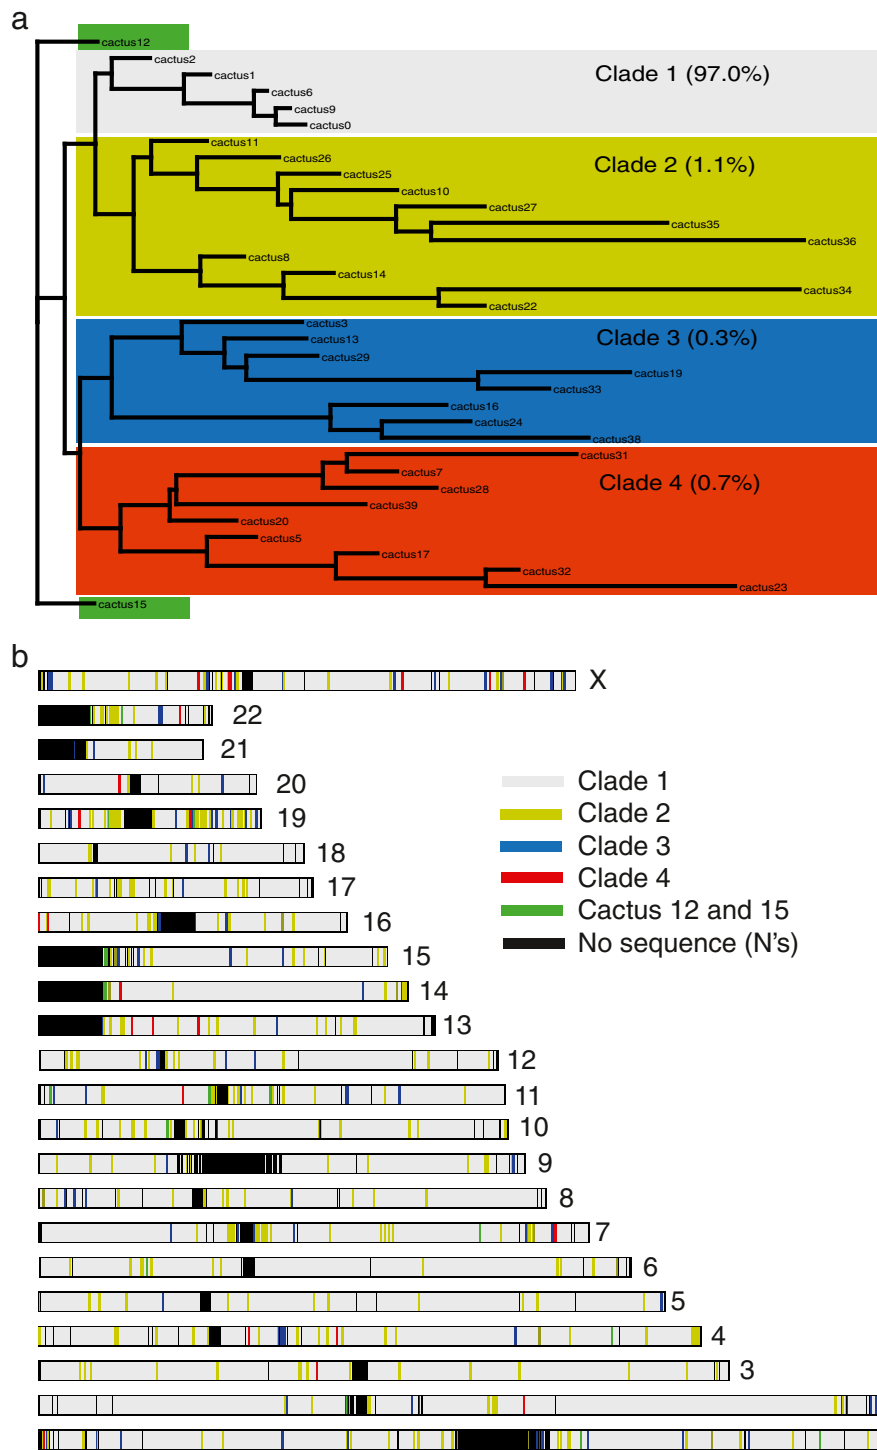 a
cactus12
cactus2
Clade 1 (97.0%)
cactus1
cactus6
cactus9
cactus0
cactus11
cactus26
Clade 2 (1.1%)
cactus25
cactus10
cactus27
cactus35
cactus36
cactus8
cactus14
cactus34
cactus22
cactus3
cactus13
Clade 3 (0.3%)
cactus29
cactus19
cactus33
cactus16
cactus24
cactus38
cactus31
cactus7
Clade 4 (0.7%)
cactus28
cactus39
cactus20
cactus5
cactus17
cactus32
cactus23
cactus15
b
X
22
21
20
19
18
17
16
15
14
13
12
11
10
9
8
7
6
5
4
3
Clade 1
Clade 2
Clade 3
Clade 4
Cactus 12 and 15
No sequence (N's)